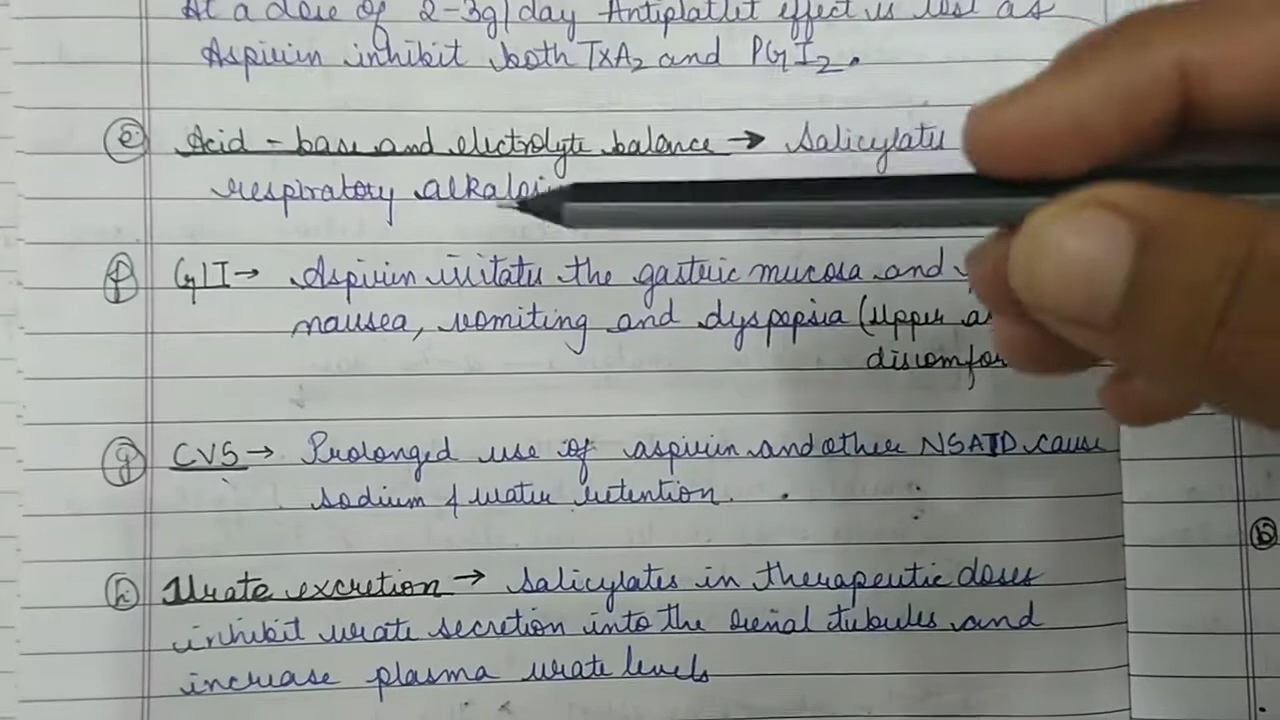 At a dose of 2-3g/day Antiplatlet effect is lost as
Aspirin inhibit both TXA2 and PGI2.
(e) Acid - base and electrolyte balance → Salicylate
respiratory
(f) GIT → Aspirin irritate the gastric mucosa and
nausea, vomiting and dyspepsia (Upper
(g) CVS → Prolonged use of aspirin and other NSAID cause
sodium & water retention.
(h) Urate excretion → Salicylates in therapeutic doses
inhibit urate secretion into the renal tubules and
increase plasma urate levels
(b)